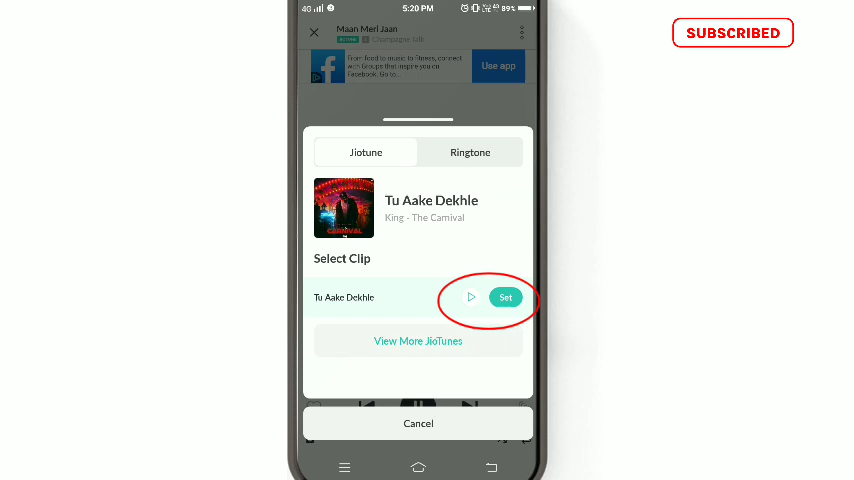 SUBSCRIBED
4G 5:20 PM 89%
Maan Meri Jaan
Champagne Talk
From food to music to fitness, connect
with Groups that inspire you on
Facebook. Go to...
Use app
Jiotune Ringtone
CARNIVAL
Tu Aake Dekhle
King - The Carnival
Select Clip
Tu Aake Dekhle Set
View More JioTunes
Cancel